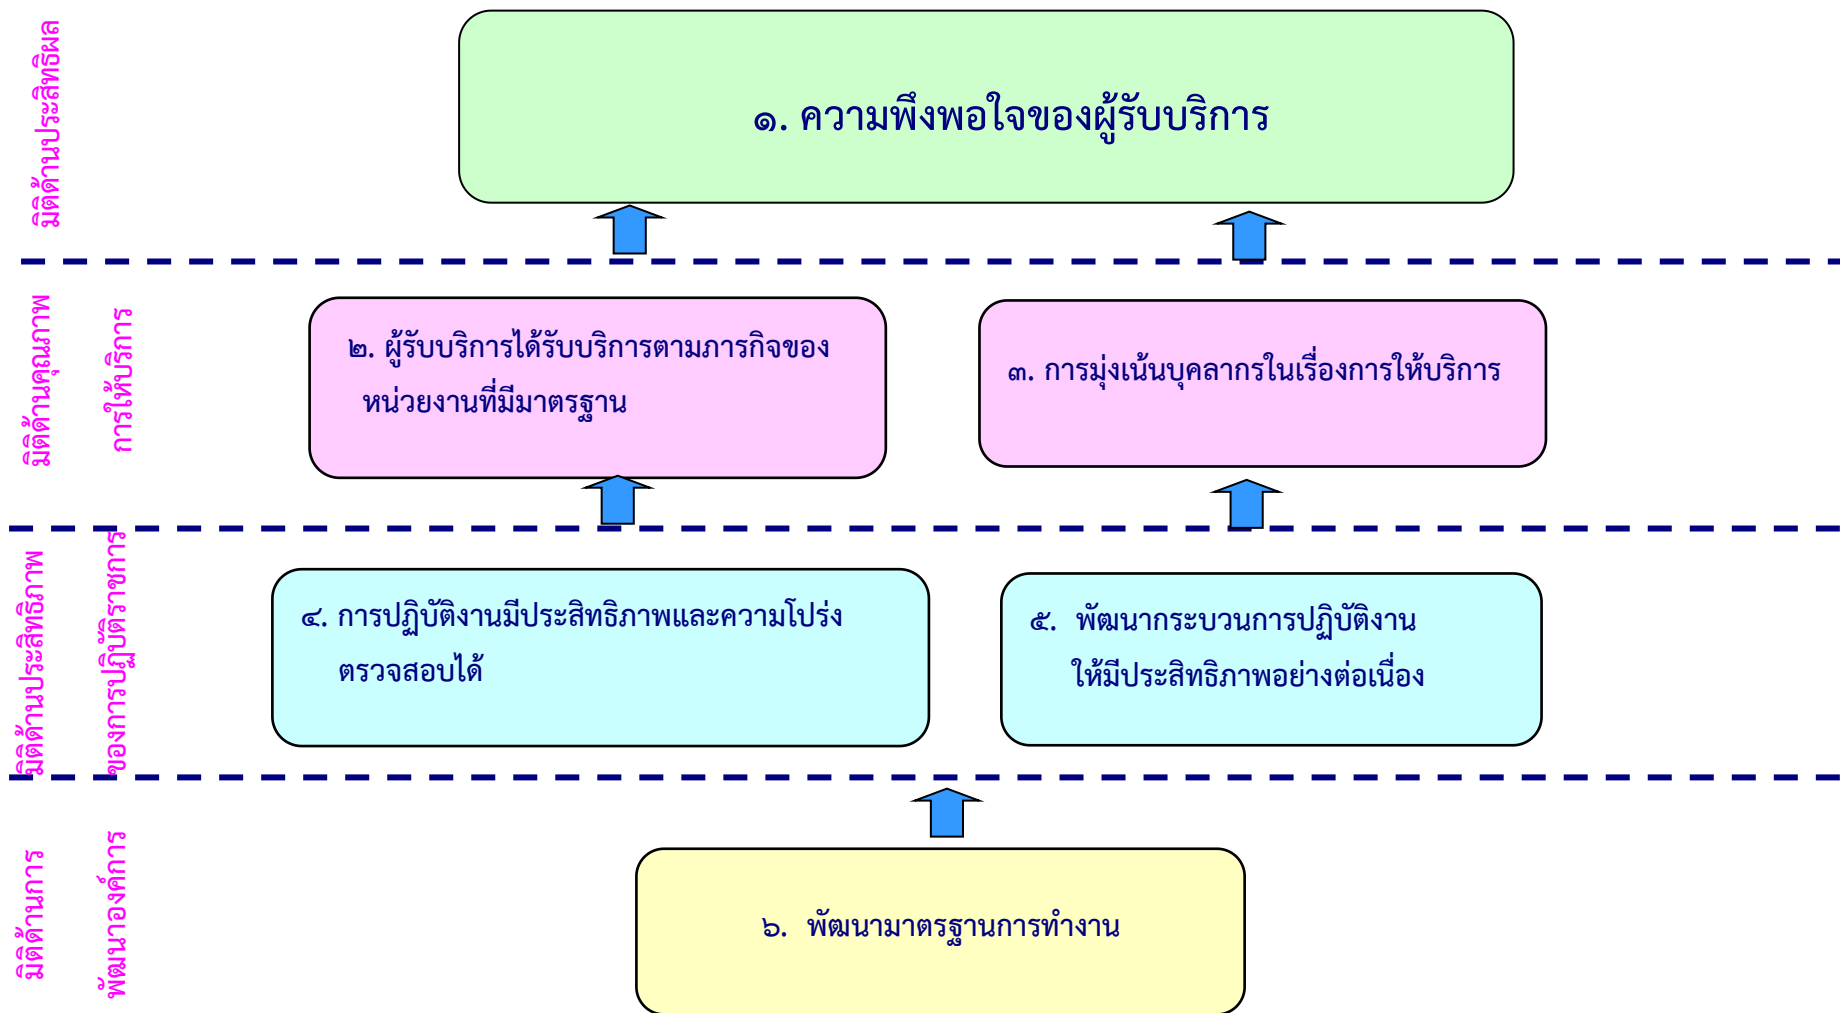 มิติด้านประสิทธิผล
๑. ความพึงพอใจของผู้รับบริการ
มิติด้านคุณภาพ
การให้บริการ
๒. ผู้รับบริการได้รับบริการตามภารกิจของ
หน่วยงานที่มีมาตรฐาน
๓. การมุ่งเน้นบุคลากรในเรื่องการให้บริการ
มิติด้านประสิทธิภาพ
ของการปฏิบัติราชการ
๔. การปฏิบัติงานมีประสิทธิภาพและความโปร่ง
ตรวจสอบได้
๕. พัฒนากระบวนการปฏิบัติงาน
ให้มีประสิทธิภาพอย่างต่อเนื่อง
มิติด้านการ
พัฒนาองค์การ
๖. พัฒนามาตรฐานการทำงาน